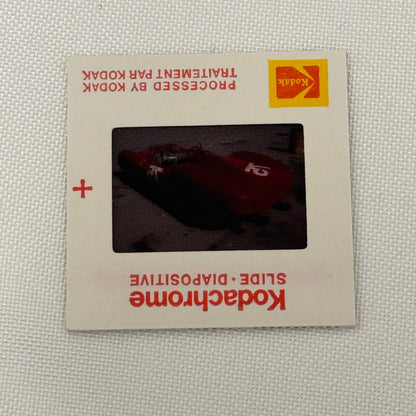 Kodachrome
SLIDE · DIAPOSITIVE
+
Kodak
PROCESSED BY KODAK
TRAITEMENT PAR KODAK